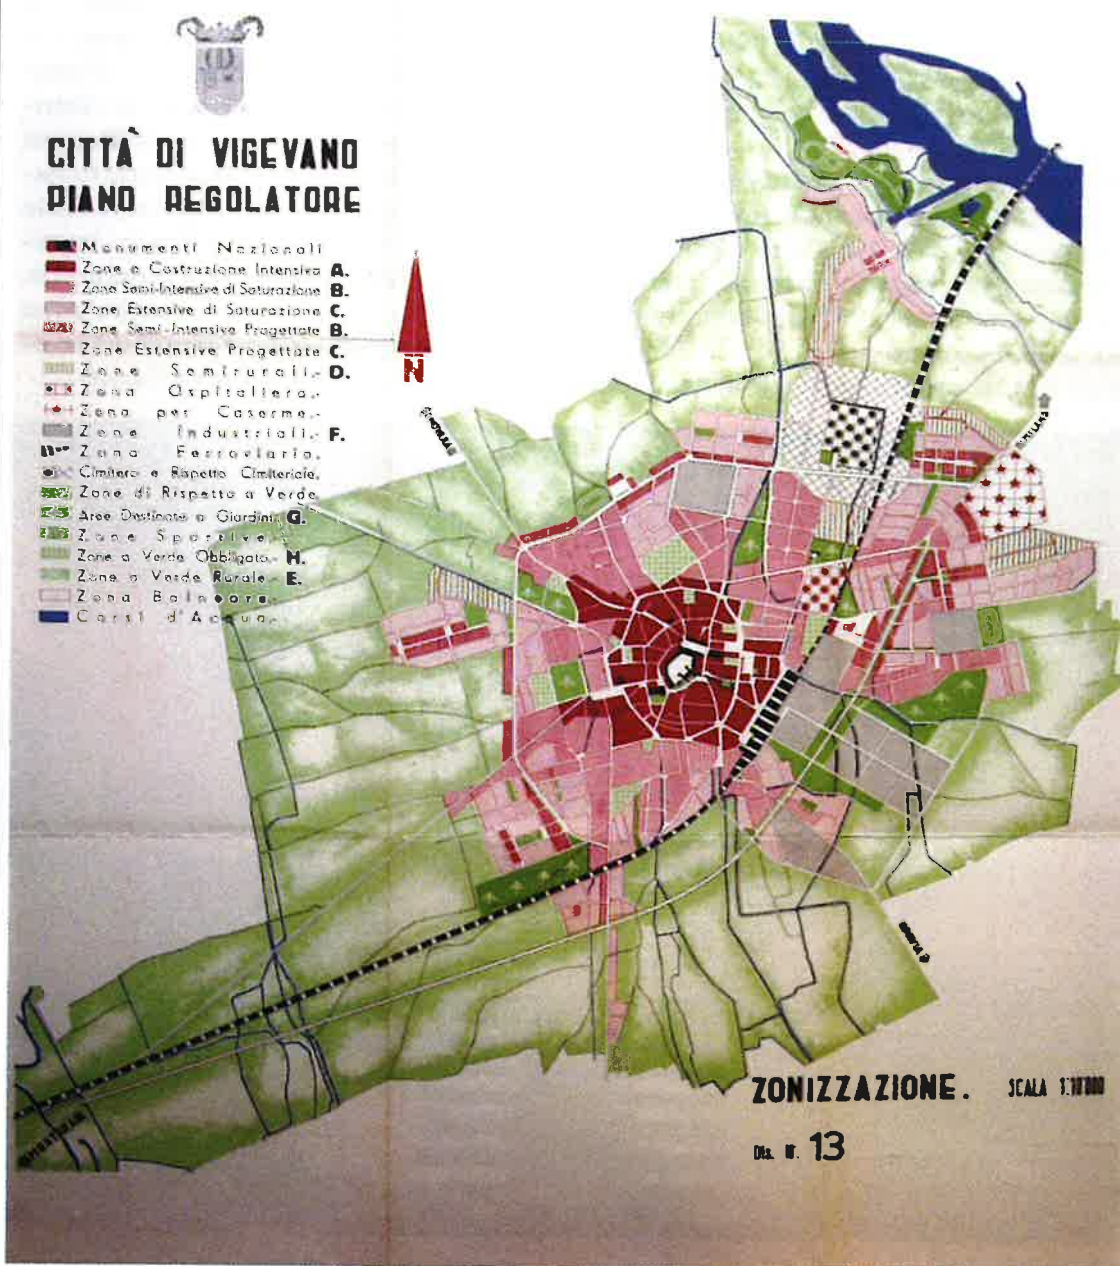 CITTÀ DI VIGEVANO
PIANO REGOLATORE
Monumenti Nazionali
Zone a Costruzione Intensiva A.
Zone Semi-Intensive di Saturazione B.
Zone Estensive di Saturazione C.
Zone Semi-Intensive Progettate B.
Zone Estensive Progettate C.
Zone Semirurali.- D.
Zona Ospitaliera.-
Zona per Caserme.-
Zone Industriali.- F.
Zona Ferroviaria.
Cimitero e Rispetto Cimiteriale.
Zone di Rispetto a Verde
Aree Destinate a Giardini G.
Zone Sportive.-
Zone a Verde Obbligato.- H.
Zone a Verde Rurale.- E.
Zona Balneare.-
Corsi d'Acqua.-
N
MILANO
ZONIZZAZIONE. SCALA
Dis. N. 13